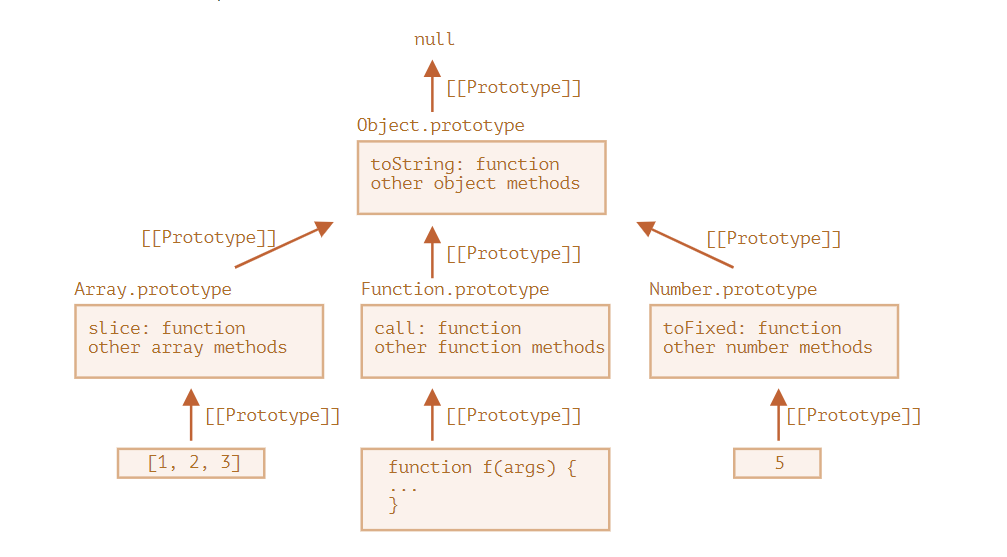 null
[[Prototype]]
Object.prototype
toString: function
other object methods
[[Prototype]]
[[Prototype]]
[[Prototype]]
Array.prototype
slice: function
other array methods
Function.prototype
call: function
other function methods
Number.prototype
toFixed: function
other number methods
[[Prototype]]
[[Prototype]]
[[Prototype]]
[1, 2, 3]
function f(args) {
...
}
5